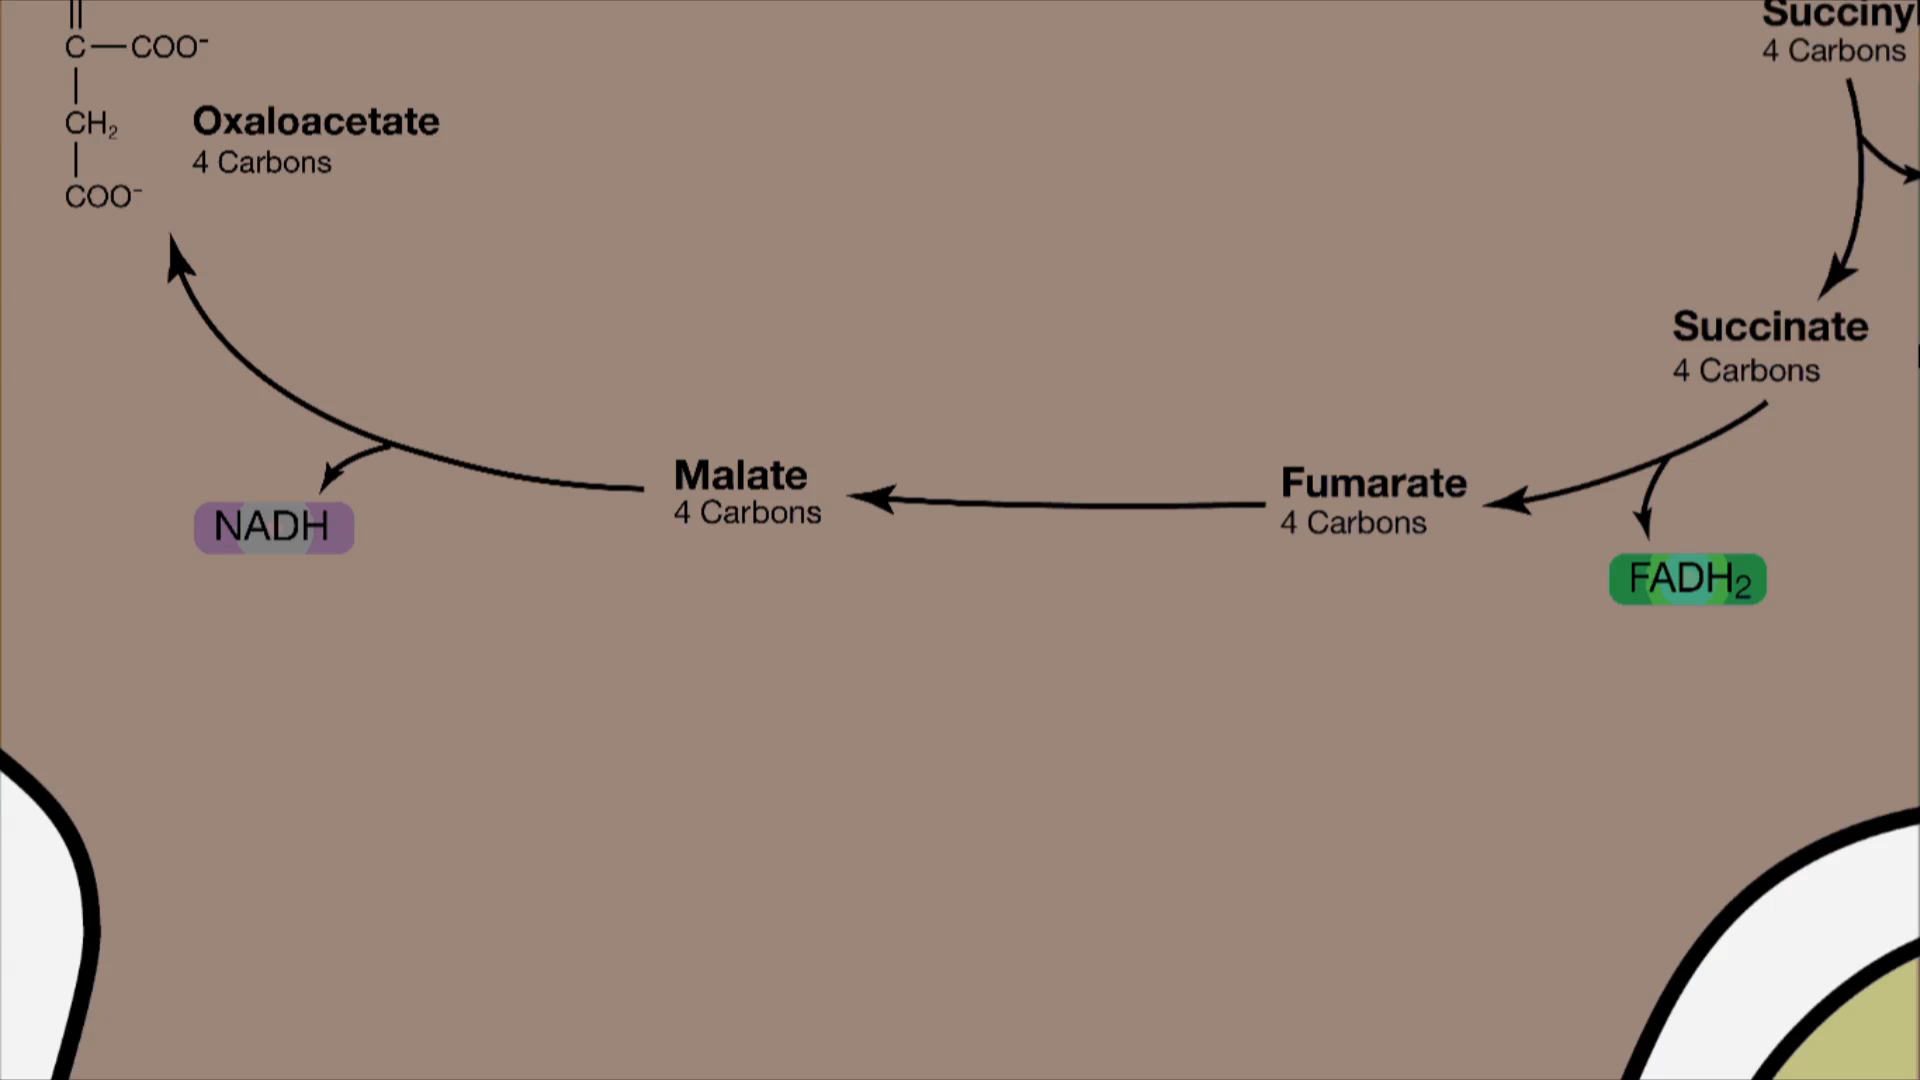 C—COO⁻
CH₂
COO⁻
Oxaloacetate
4 Carbons
Succinyl
4 Carbons
Succinate
4 Carbons
Malate
4 Carbons
Fumarate
4 Carbons
NADH
FADH₂